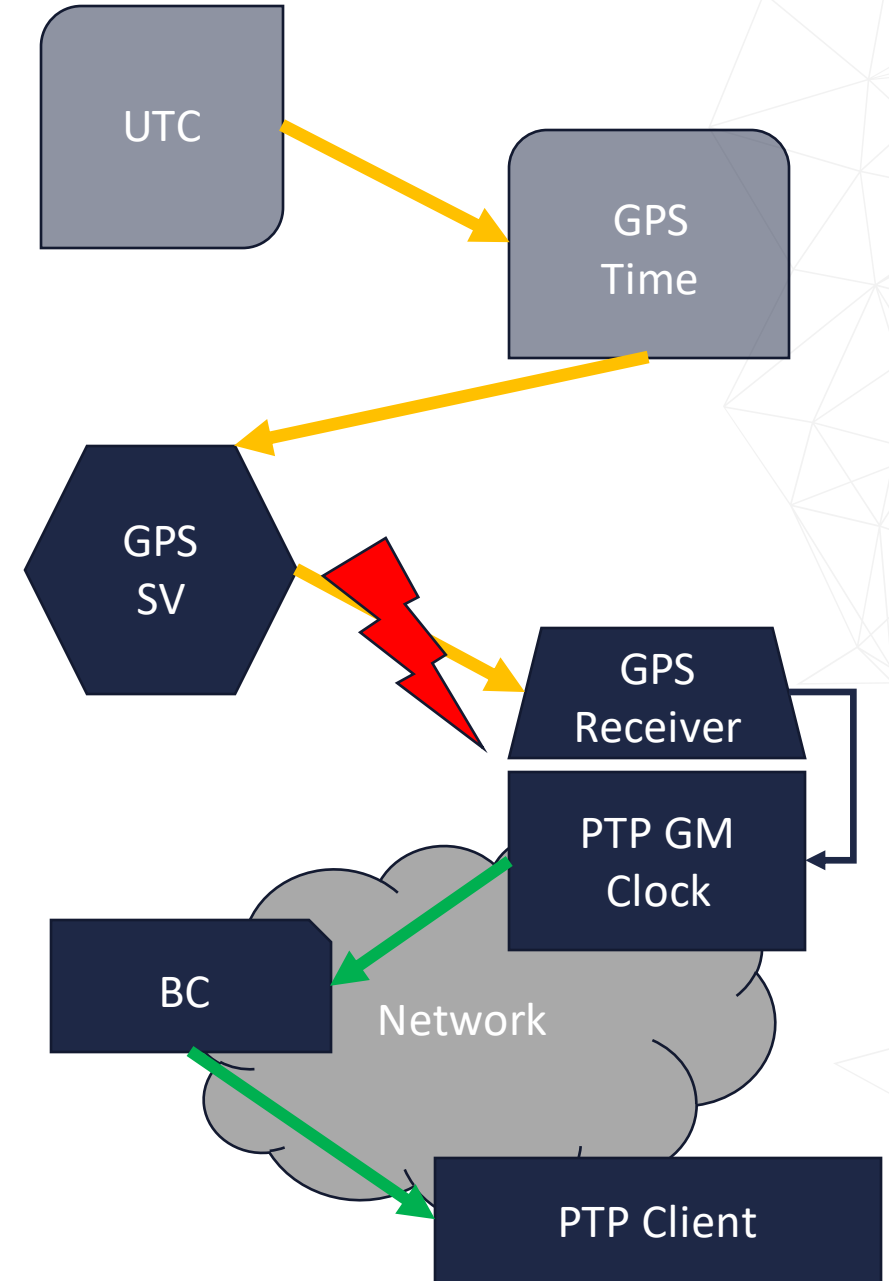 UTC
GPS
Time
GPS
SV
GPS
Receiver
PTP GM
Clock
BC
Network
PTP Client